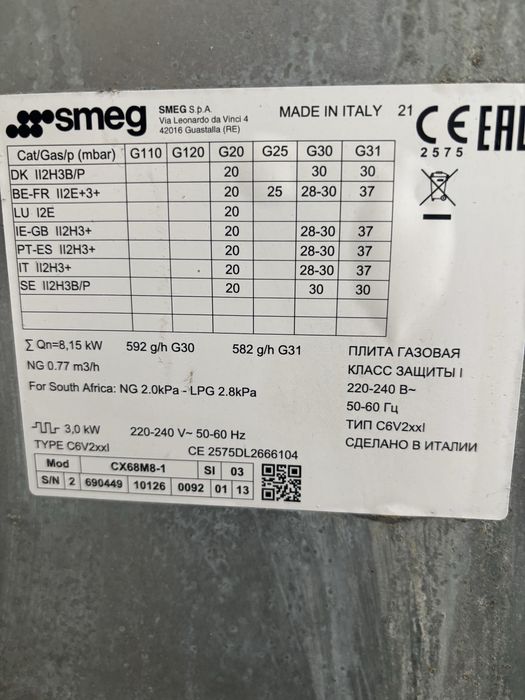 smeg
SMEG S.p.A.
Via Leonardo da Vinci 4
42016 Guastalla (RE)
MADE IN ITALY 21
CE EAC
2575
Cat/Gas/p (mbar) G110 G120 G20 G25 G30 G31
DK II2H3B/P 20 30 30
BE-FR II2E+3+ 20 25 28-30 37
LU I2E 20
IE-GB II2H3+ 20 28-30 37
PT-ES II2H3+ 20 28-30 37
IT II2H3+ 20 28-30 37
SE II2H3B/P 20 30 30
∑ Qn=8,15 kW 592 g/h G30 582 g/h G31
NG 0.77 m3/h
For South Africa: NG 2.0kPa - LPG 2.8kPa
3,0 kW 220-240 V~ 50-60 Hz
TYPE C6V2xxl CE 2575DL2666104
Mod CX68M8-1 SI 03
S/N 2 690449 10126 0092 01 13
ПЛИТА ГАЗОВАЯ
КЛАСС ЗАЩИТЫ I
220-240 В~
50-60 Гц
ТИП C6V2xxl
СДЕЛАНО В ИТАЛИИ